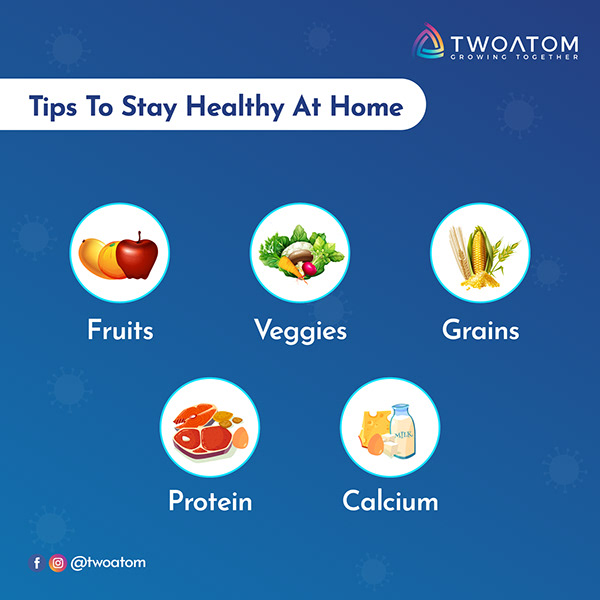 TWOATOM
GROWING TOGETHER
Tips To Stay Healthy At Home
Fruits
Veggies
Grains
MILK
Protein
Calcium
@twoatom